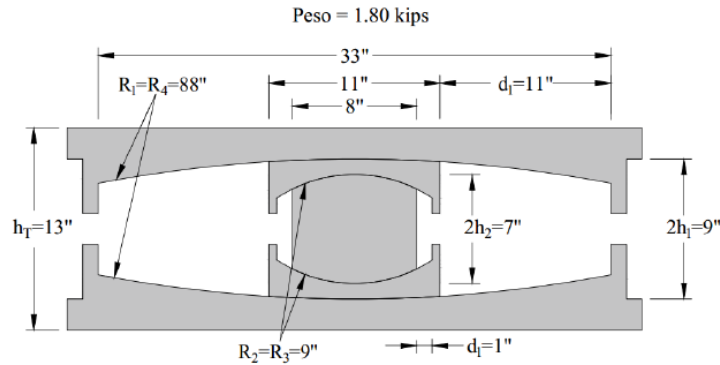 Peso = 1.80 kips
33"
R₁=R₄=88"
11"
d₁=11"
8"
h_T=13"
2h₂=7"
2h₁=9"
R₂=R₃=9"
d₁=1"